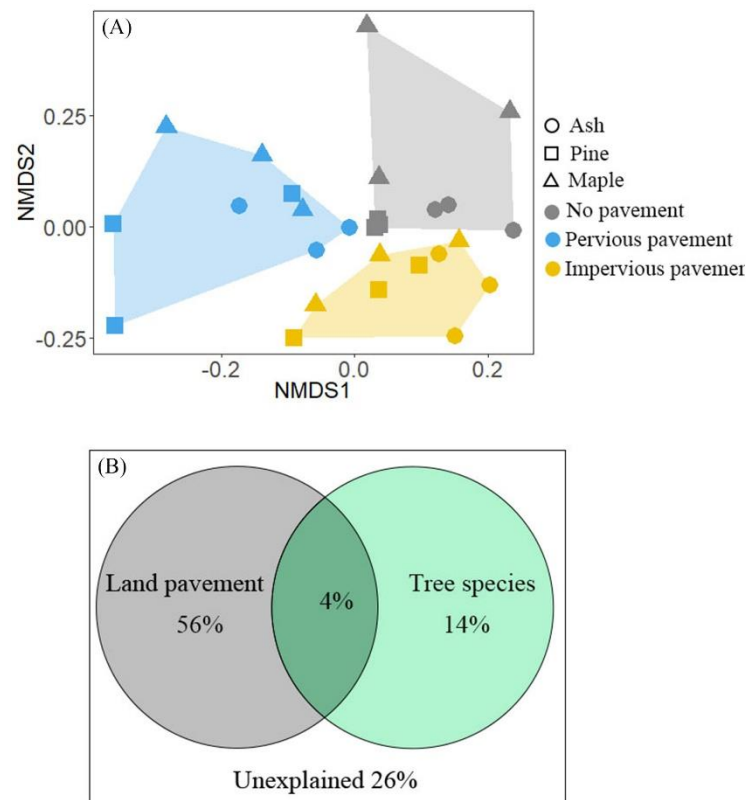 (A)
NMDS2
0.25
0.00
-0.25
-0.2
0.0
0.2
NMDS1
Ash
Pine
Maple
No pavement
Pervious pavement
Impervious pavemen
(B)
Land pavement
56%
4%
Tree species
14%
Unexplained 26%